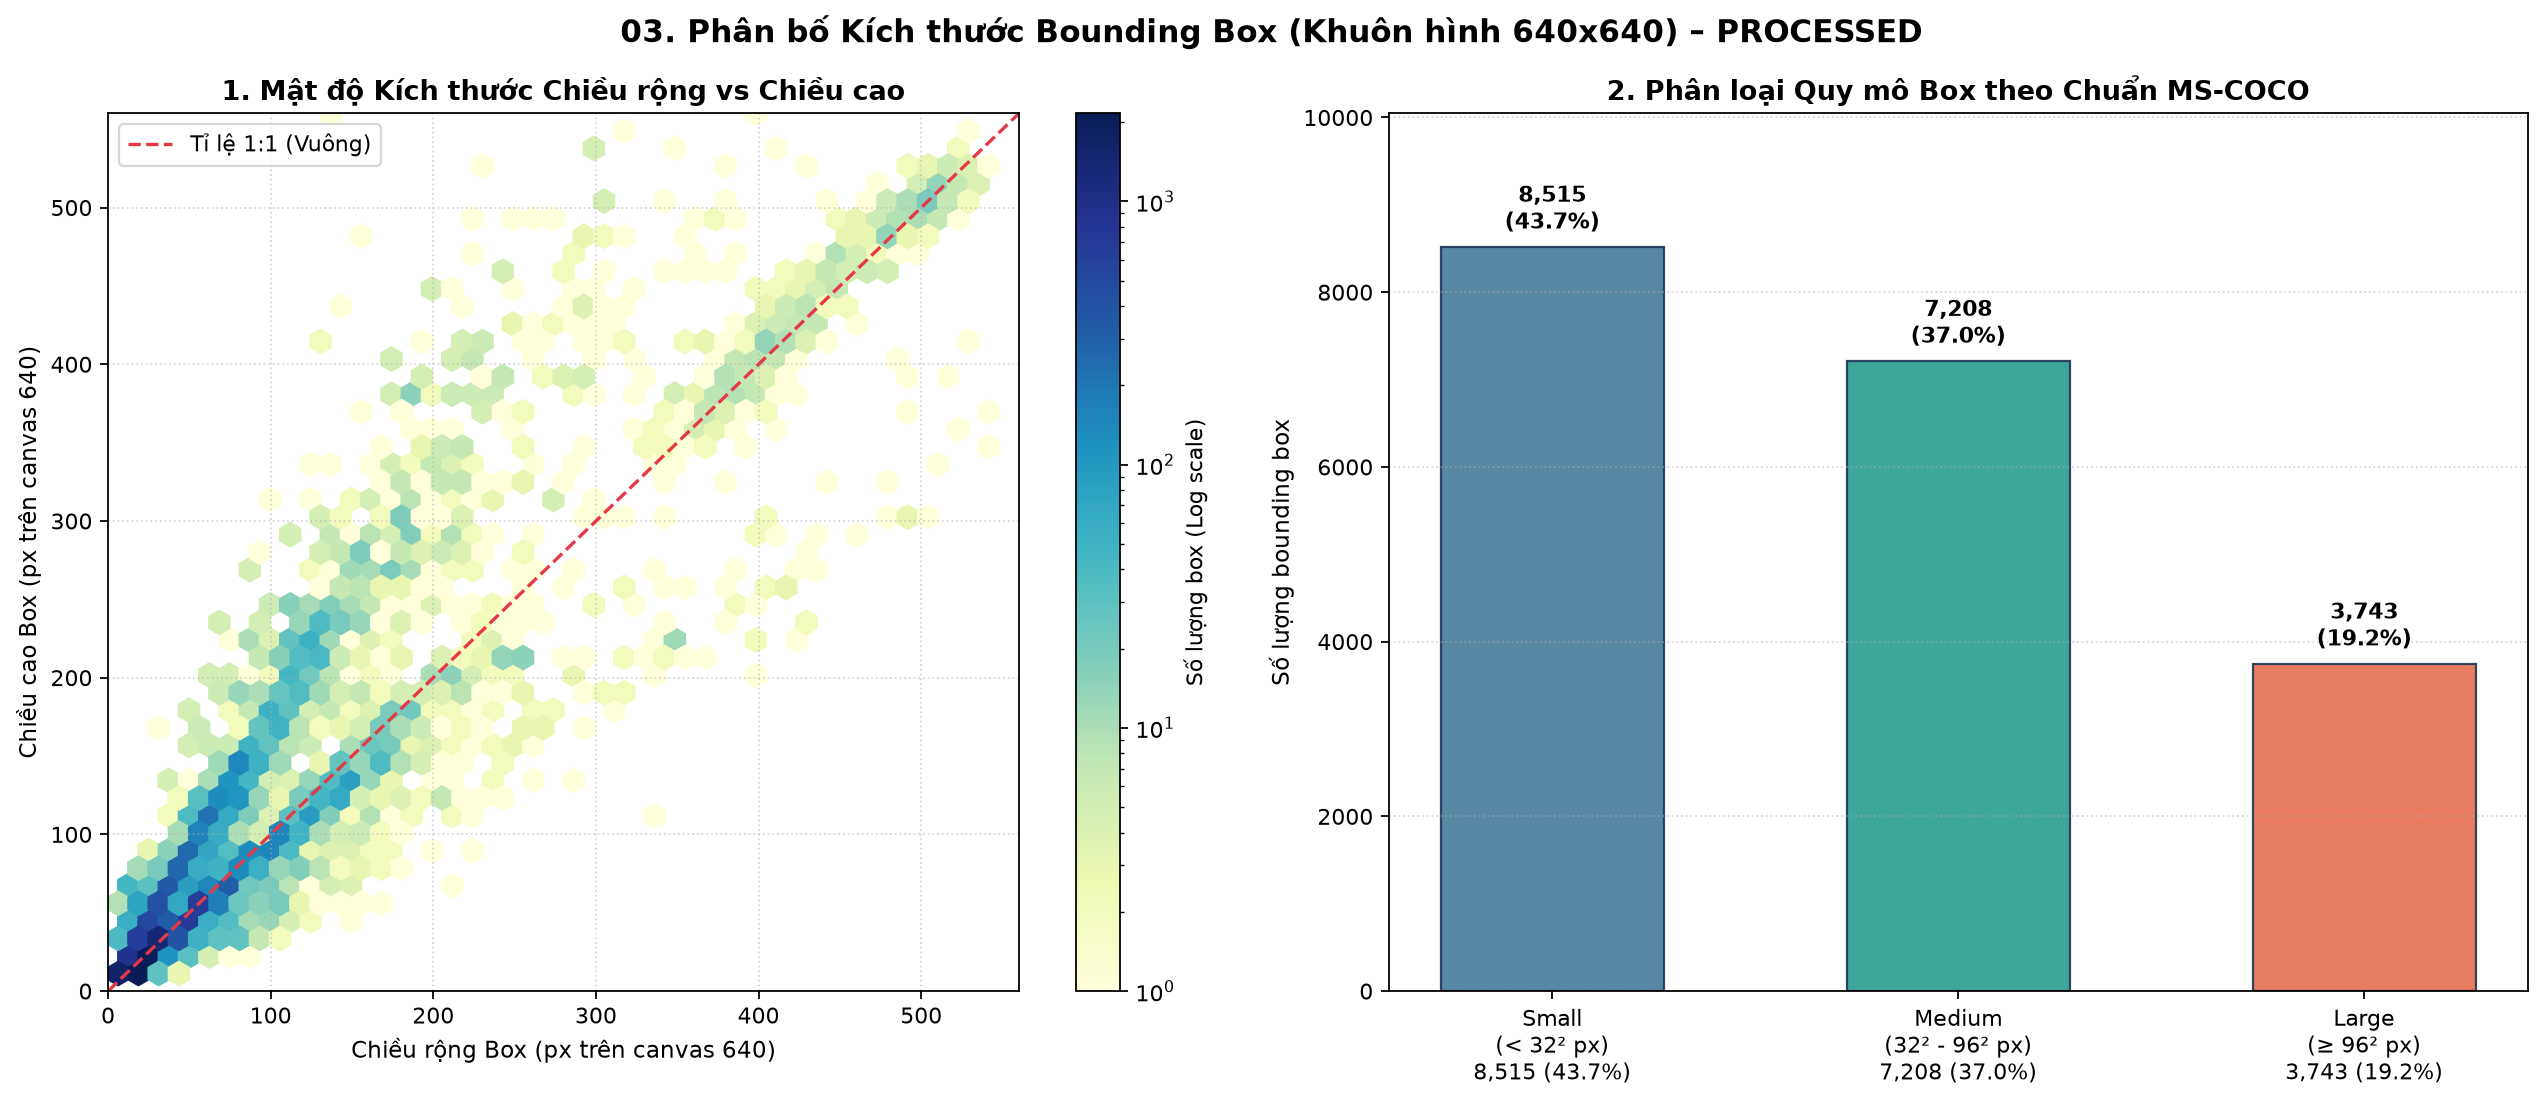 03. Phân bố Kích thước Bounding Box (Khuôn hình 640x640) – PROCESSED
1. Mật độ Kích thước Chiều rộng vs Chiều cao
Tỉ lệ 1:1 (Vuông)
Chiều cao Box (px trên canvas 640)
500
400
300
200
100
0
0 100 200 300 400 500
Chiều rộng Box (px trên canvas 640)
10³
10²
10¹
10⁰
Số lượng box (Log scale)
2. Phân loại Quy mô Box theo Chuẩn MS-COCO
Số lượng bounding box
10000
8000
6000
4000
2000
0
8,515
(43.7%)
7,208
(37.0%)
3,743
(19.2%)
Small
(< 32² px)
8,515 (43.7%)
Medium
(32² - 96² px)
7,208 (37.0%)
Large
(≥ 96² px)
3,743 (19.2%)